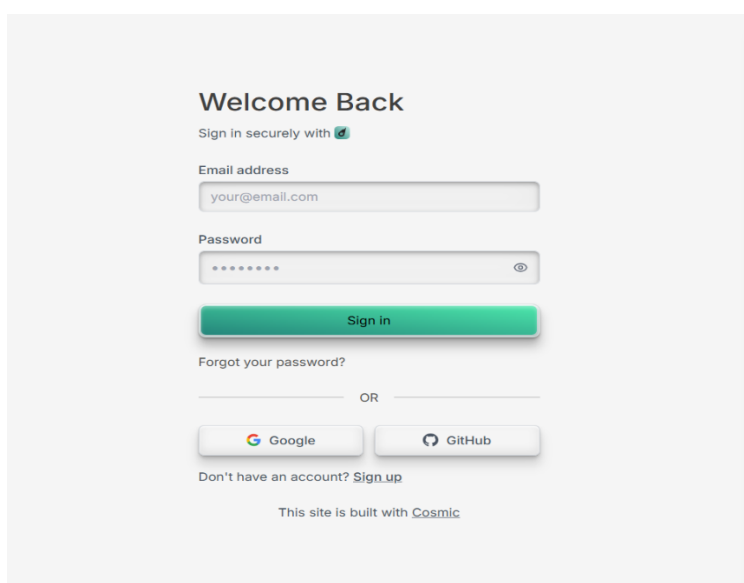 Welcome Back
Sign in securely with
Email address
your@email.com
Password
Sign in
Forgot your password?
OR
Google GitHub
Don't have an account? Sign up
This site is built with Cosmic